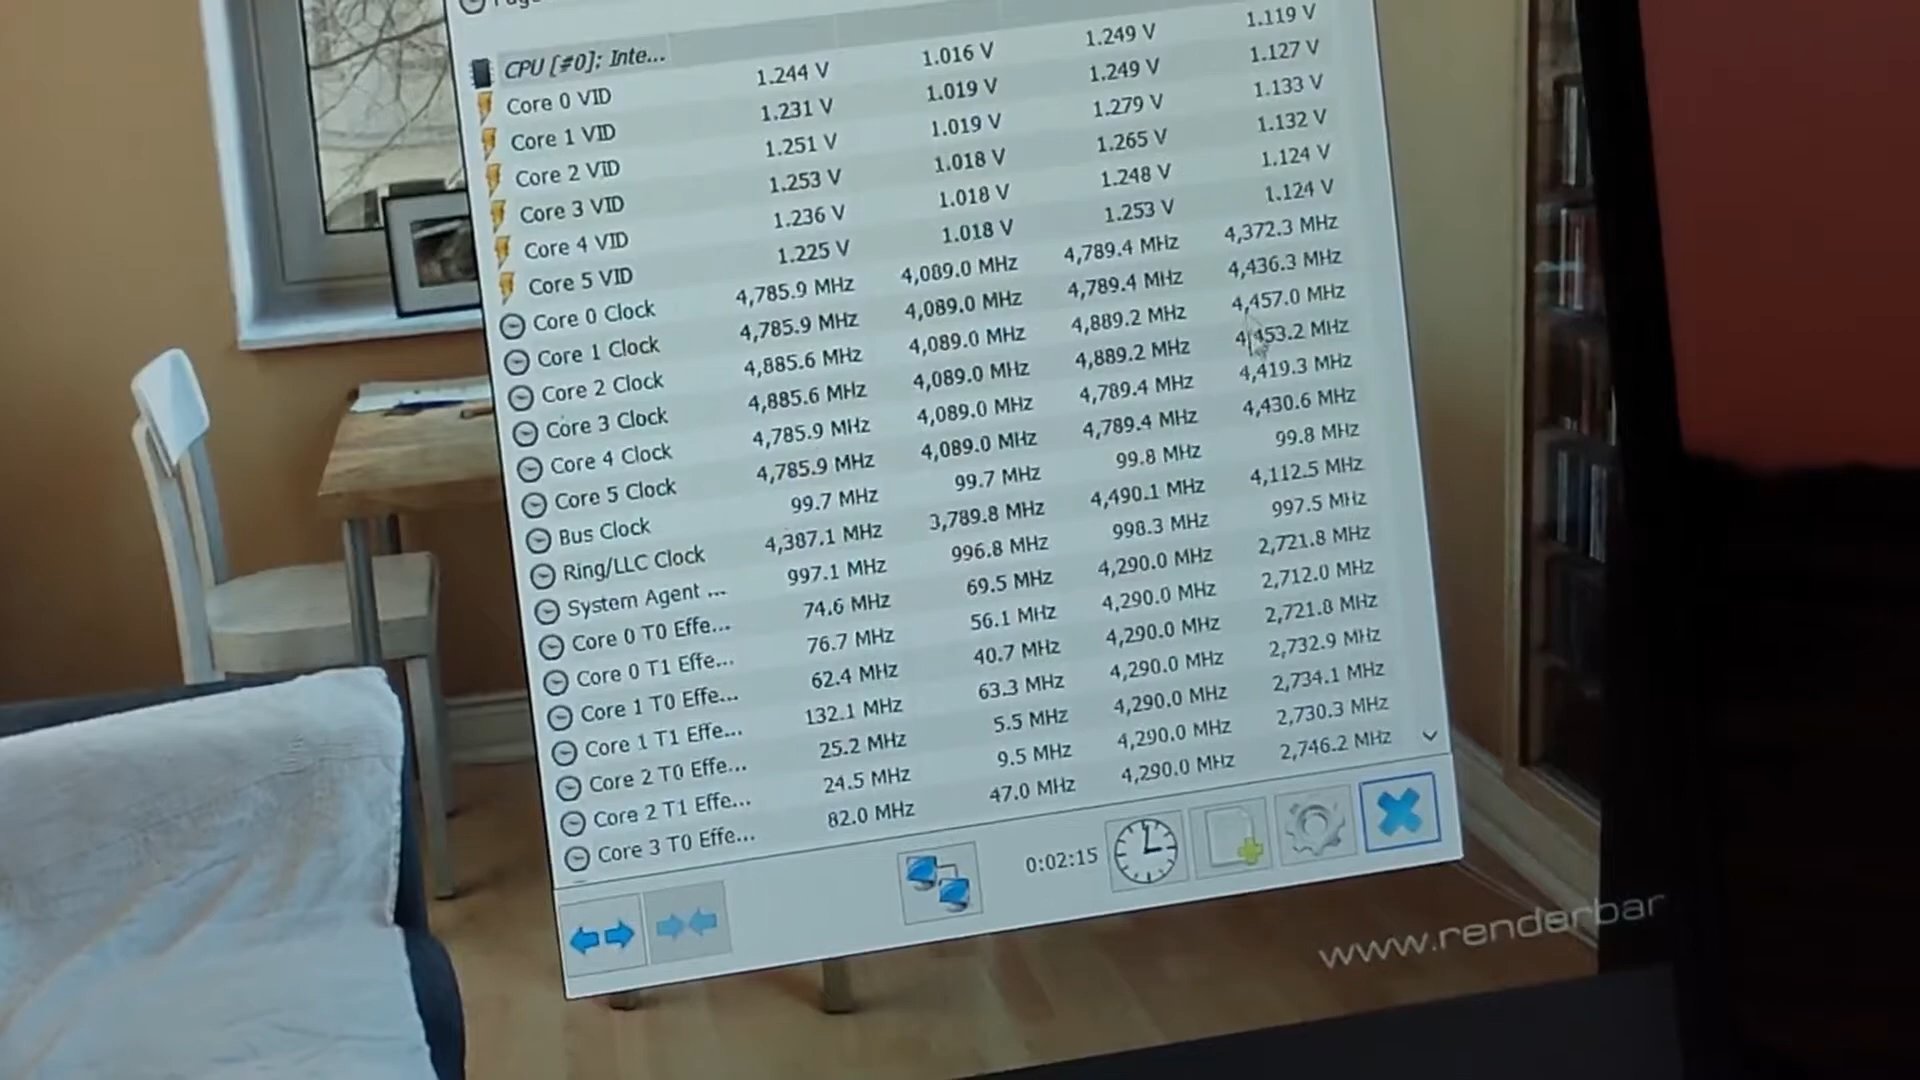 CPU [#0]: Inte...
Core 0 VID 1.244 V 1.016 V 1.249 V 1.119 V
Core 1 VID 1.231 V 1.019 V 1.249 V 1.127 V
Core 2 VID 1.251 V 1.019 V 1.279 V 1.133 V
Core 3 VID 1.253 V 1.018 V 1.265 V 1.132 V
Core 4 VID 1.236 V 1.018 V 1.248 V 1.124 V
Core 5 VID 1.225 V 1.018 V 1.253 V 1.124 V
Core 0 Clock 4,785.9 MHz 4,089.0 MHz 4,789.4 MHz 4,372.3 MHz
Core 1 Clock 4,785.9 MHz 4,089.0 MHz 4,789.4 MHz 4,436.3 MHz
Core 2 Clock 4,885.6 MHz 4,089.0 MHz 4,889.2 MHz 4,457.0 MHz
Core 3 Clock 4,885.6 MHz 4,089.0 MHz 4,889.2 MHz 4,453.2 MHz
Core 4 Clock 4,785.9 MHz 4,089.0 MHz 4,789.4 MHz 4,419.3 MHz
Core 5 Clock 4,785.9 MHz 4,089.0 MHz 4,789.4 MHz 4,430.6 MHz
Bus Clock 99.7 MHz 99.7 MHz 99.8 MHz 99.8 MHz
Ring/LLC Clock 4,387.1 MHz 3,789.8 MHz 4,490.1 MHz 4,112.5 MHz
System Agent ... 997.1 MHz 996.8 MHz 998.3 MHz 997.5 MHz
Core 0 T0 Effe... 74.6 MHz 69.5 MHz 4,290.0 MHz 2,721.8 MHz
Core 0 T1 Effe... 76.7 MHz 56.1 MHz 4,290.0 MHz 2,712.0 MHz
Core 1 T0 Effe... 62.4 MHz 40.7 MHz 4,290.0 MHz 2,721.8 MHz
Core 1 T1 Effe... 132.1 MHz 63.3 MHz 4,290.0 MHz 2,732.9 MHz
Core 2 T0 Effe... 25.2 MHz 5.5 MHz 4,290.0 MHz 2,734.1 MHz
Core 2 T1 Effe... 24.5 MHz 9.5 MHz 4,290.0 MHz 2,730.3 MHz
Core 3 T0 Effe... 82.0 MHz 47.0 MHz 4,290.0 MHz 2,746.2 MHz
0:02:15
www.renderbar